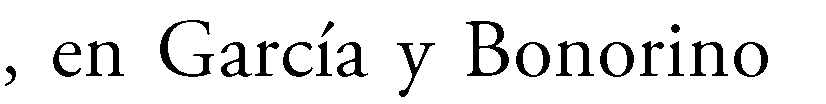 , en García y Bonorino